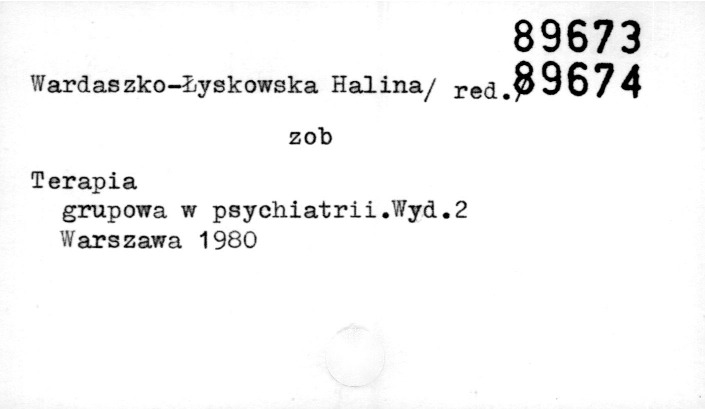 89673
Wardaszko-Łyskowska Halina/ red./
89674
zob
Terapia
grupowa w psychiatrii.Wyd.2
Warszawa 1980